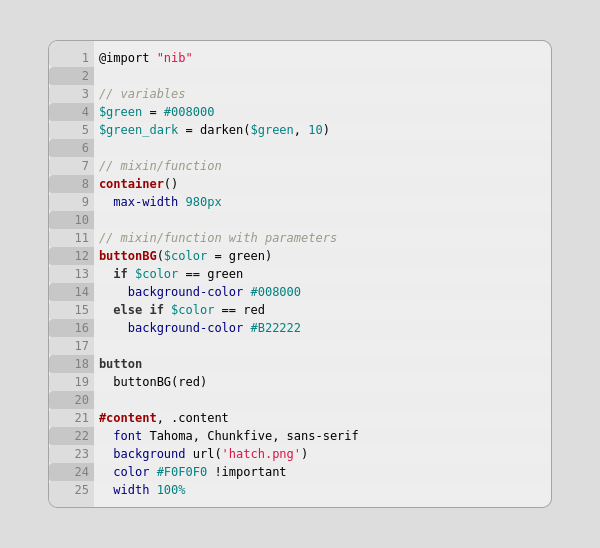 1 @import "nib"
2
3 // variables
4 $green = #008000
5 $green_dark = darken($green, 10)
6
7 // mixin/function
8 container()
9   max-width 980px
10
11 // mixin/function with parameters
12 buttonBG($color = green)
13   if $color == green
14     background-color #008000
15   else if $color == red
16     background-color #B22222
17
18 button
19   buttonBG(red)
20
21 #content, .content
22   font Tahoma, Chunkfive, sans-serif
23   background url('hatch.png')
24   color #F0F0F0 !important
25   width 100%